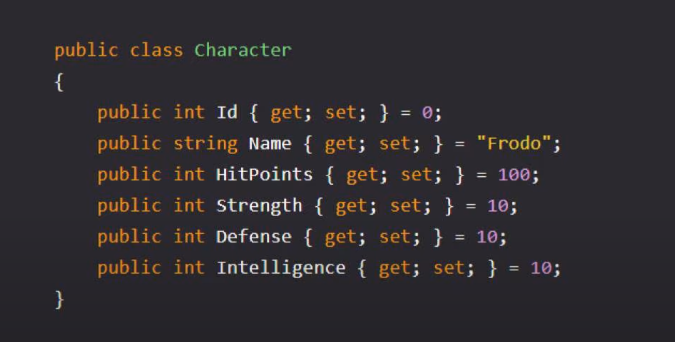 public class Character
{
    public int Id { get; set; } = 0;
    public string Name { get; set; } = "Frodo";
    public int HitPoints { get; set; } = 100;
    public int Strength { get; set; } = 10;
    public int Defense { get; set; } = 10;
    public int Intelligence { get; set; } = 10;
}